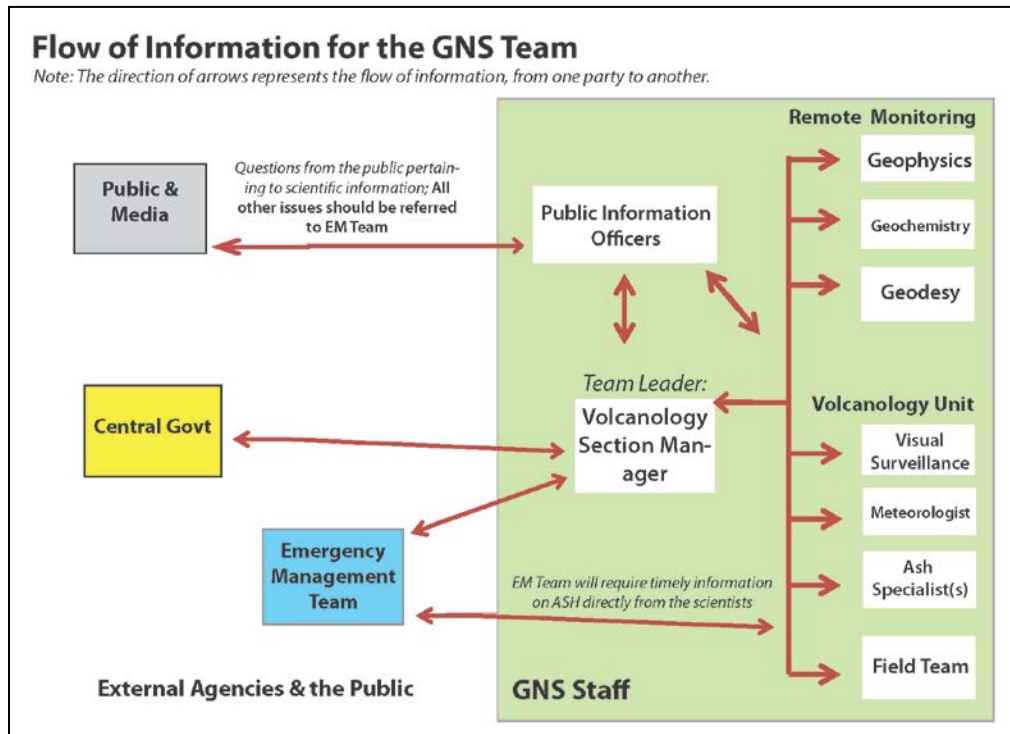 Flow of Information for the GNS Team
Note: The direction of arrows represents the flow of information, from one party to another.
Remote Monitoring
Geophysics
Geochemistry
Geodesy
Public &
Media
Questions from the public pertain-
ing to scientific information; All
other issues should be referred
to EM Team
Public Information
Officers
Team Leader:
Volcanology
Section Man-
ager
Central Govt
Volcanology Unit
Visual
Surveillance
Meteorologist
Ash
Specialist(s)
Field Team
Emergency
Management
Team
EM Team will require timely information
on ASH directly from the scientists
External Agencies & the Public
GNS Staff